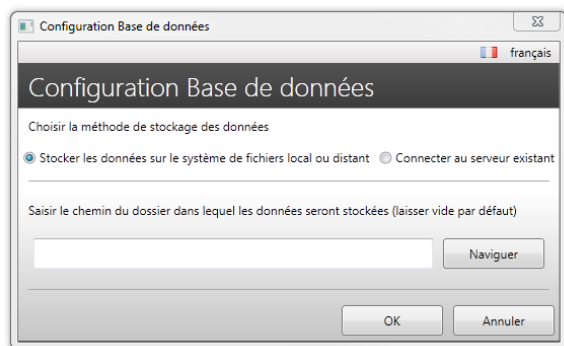 Configuration Base de données
français
Configuration Base de données
Choisir la méthode de stockage des données
Stocker les données sur le système de fichiers local ou distant Connecter au serveur existant
Saisir le chemin du dossier dans lequel les données seront stockées (laisser vide par défaut)
Naviguer
OK Annuler